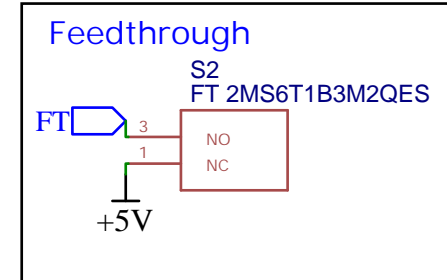 Feedthrough
S2
FT 2MS6T1B3M2QES
FT
3
NO
1
NC
+5V